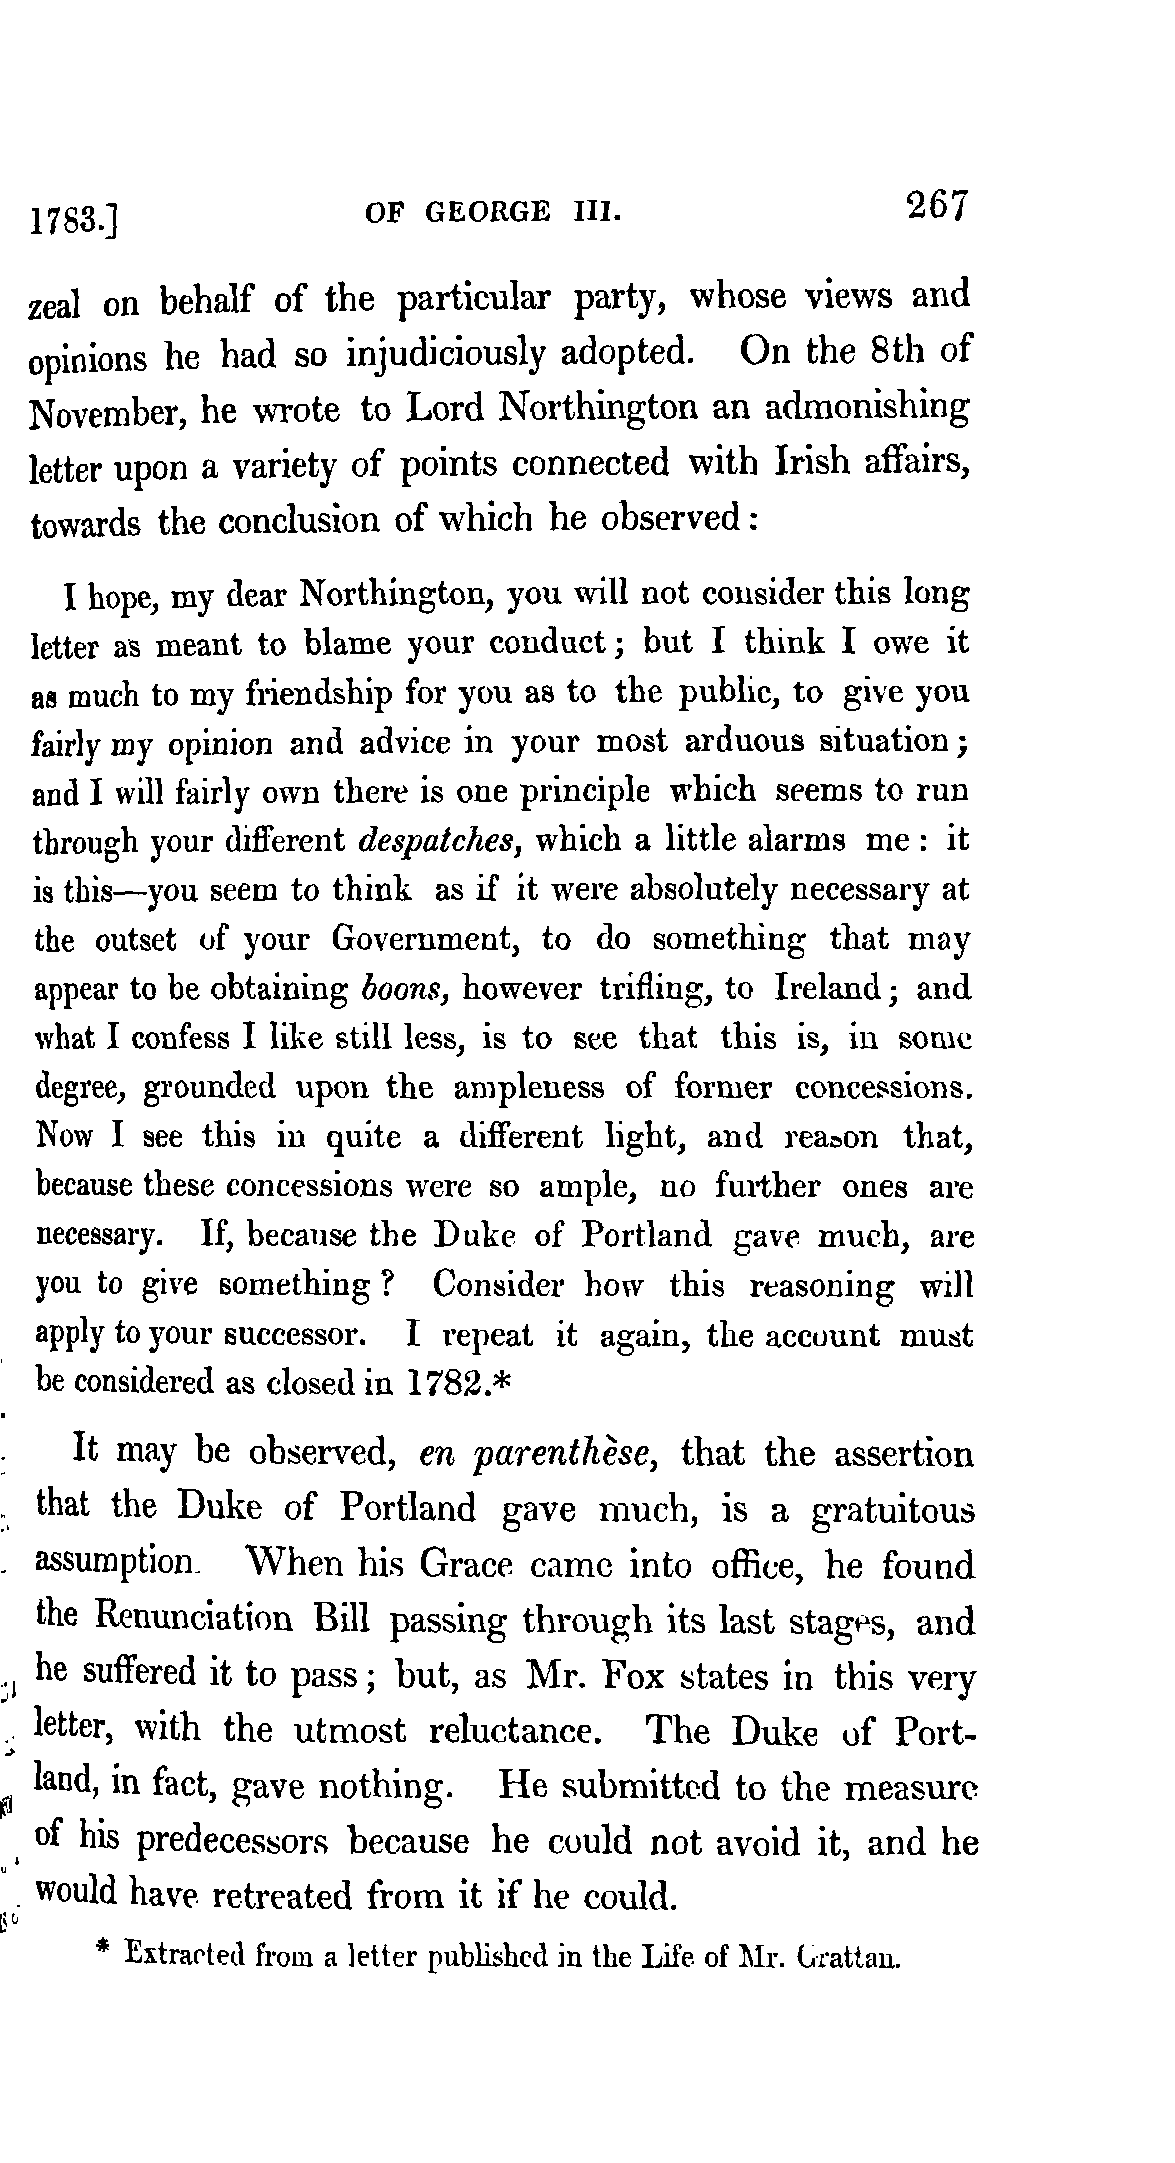 1783.] OF GEORGE III. 267
zeal on behalf of the particular party, whose views and
opinions he had so injudiciously adopted. On the 8th of
November, he wrote to Lord Northington an admonishing
letter upon a variety of points connected with Irish affairs,
towards the conclusion of which he observed:
I hope, my dear Northington, you will not consider this long
letter as meant to blame your conduct; but I think I owe it
as much to my friendship for you as to the public, to give you
fairly my opinion and advice in your most arduous situation;
and I will fairly own there is one principle which seems to run
through your different despatches, which a little alarms me: it
is this—you seem to think as if it were absolutely necessary at
the outset of your Government, to do something that may
appear to be obtaining boons, however trifling, to Ireland; and
what I confess I like still less, is to see that this is, in some
degree, grounded upon the ampleness of former concessions.
Now I see this in quite a different light, and reason that,
because these concessions were so ample, no further ones are
necessary. If, because the Duke of Portland gave much, are
you to give something? Consider how this reasoning will
apply to your successor. I repeat it again, the account must
be considered as closed in 1782.*
It may be observed, en parenthèse, that the assertion
that the Duke of Portland gave much, is a gratuitous
assumption. When his Grace came into office, he found
the Renunciation Bill passing through its last stages, and
he suffered it to pass; but, as Mr. Fox states in this very
letter, with the utmost reluctance. The Duke of Port-
land, in fact, gave nothing. He submitted to the measure
of his predecessors because he could not avoid it, and he
would have retreated from it if he could.
* Extracted from a letter published in the Life of Mr. Grattan.